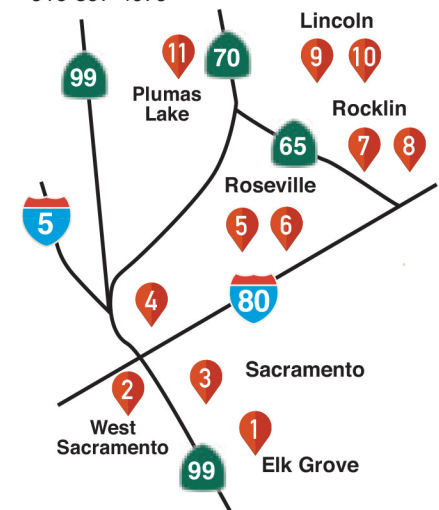 Lincoln
70
11
9
10
99
Plumas
Lake
Rocklin
65
7
8
Roseville
5
5
6
80
4
Sacramento
3
2
West
Sacramento
1
Elk Grove
99